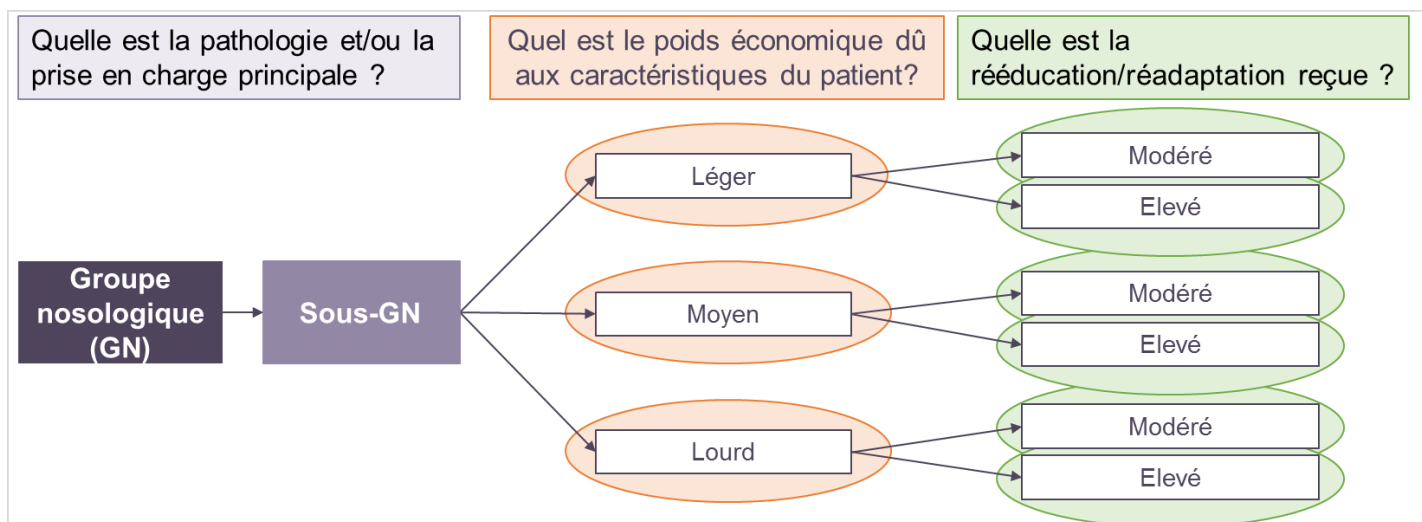 Quelle est la pathologie et/ou la
prise en charge principale ?
Quel est le poids économique dû
aux caractéristiques du patient?
Quelle est la
rééducation/réadaptation reçue ?
Groupe
nosologique
(GN)
Sous-GN
Léger
Modéré
Elevé
Moyen
Modéré
Elevé
Lourd
Modéré
Elevé